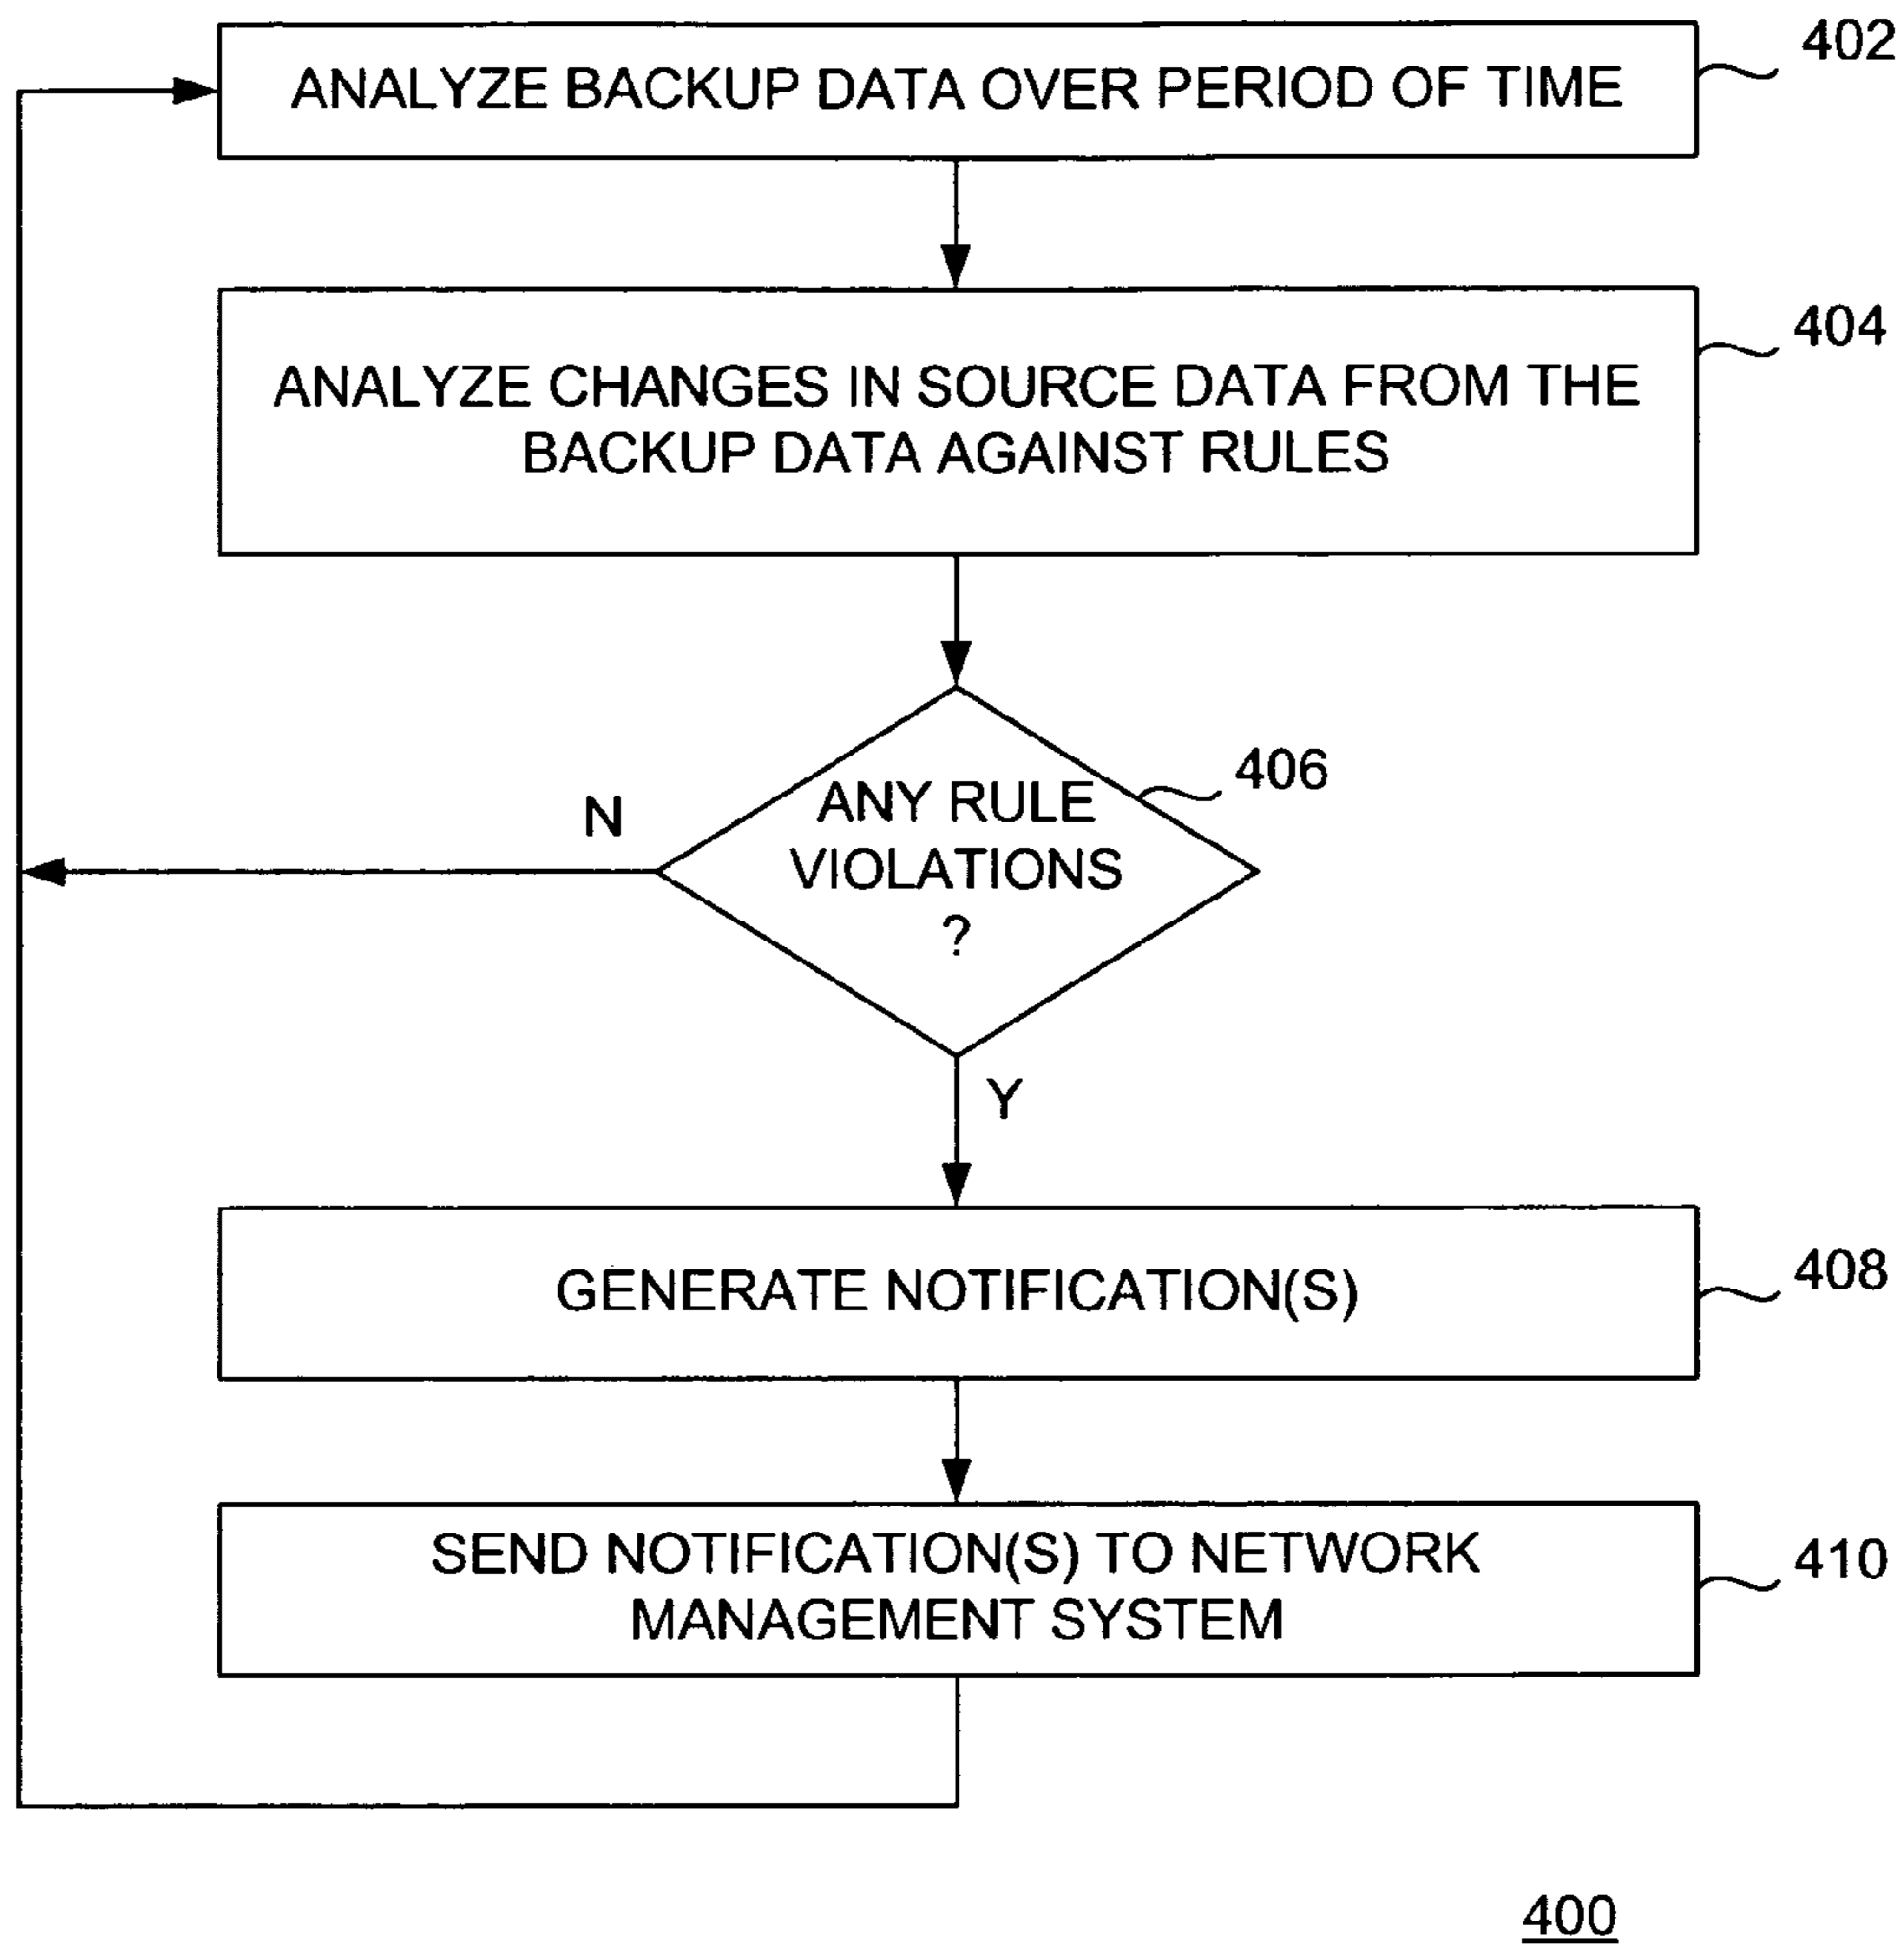 402
ANALYZE BACKUP DATA OVER PERIOD OF TIME
404
ANALYZE CHANGES IN SOURCE DATA FROM THE
BACKUP DATA AGAINST RULES
406
N
ANY RULE
VIOLATIONS
?
Y
408
GENERATE NOTIFICATION(S)
410
SEND NOTIFICATION(S) TO NETWORK
MANAGEMENT SYSTEM
400